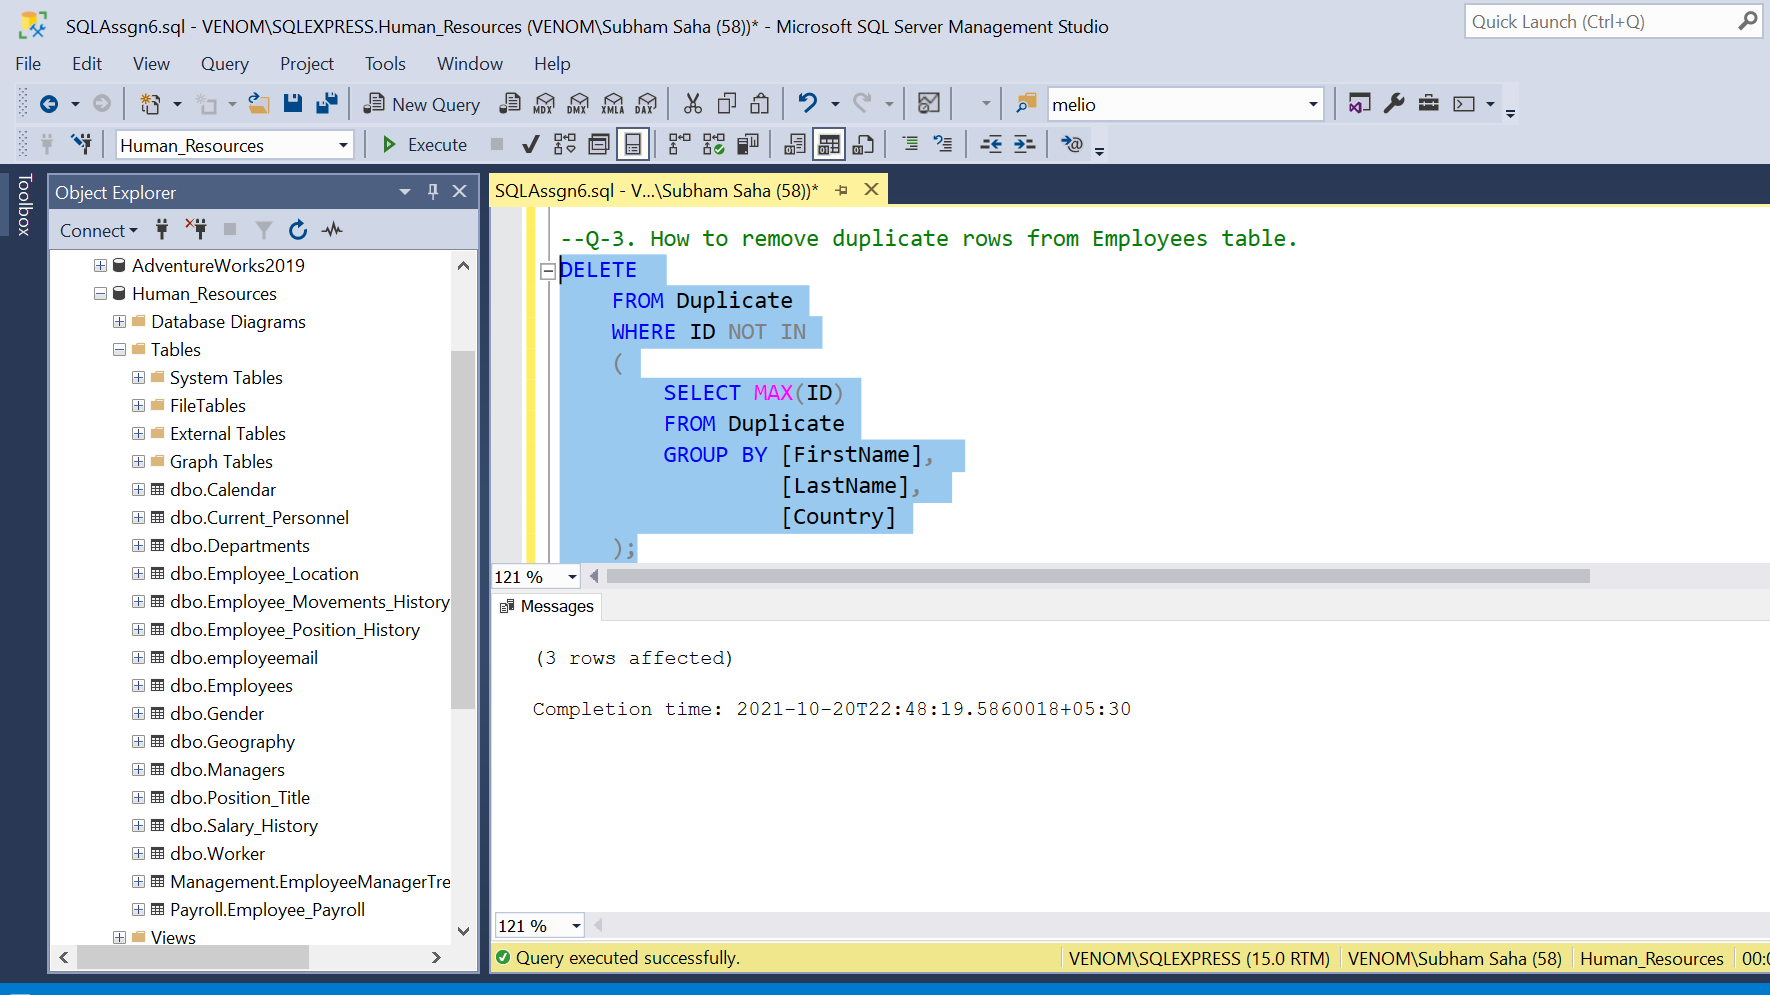 SQLAssgn6.sql - VENOM\SQLEXPRESS.Human_Resources (VENOM\Subham Saha (58))* - Microsoft SQL Server Management Studio
Quick Launch (Ctrl+Q)
File Edit View Query Project Tools Window Help
New Query MDX DMX XMLA DAX melio
Human_Resources Execute
Toolbox
Object Explorer
Connect
AdventureWorks2019
Human_Resources
Database Diagrams
Tables
System Tables
FileTables
External Tables
Graph Tables
dbo.Calendar
dbo.Current_Personnel
dbo.Departments
dbo.Employee_Location
dbo.Employee_Movements_History
dbo.Employee_Position_History
dbo.employeemail
dbo.Employees
dbo.Gender
dbo.Geography
dbo.Managers
dbo.Position_Title
dbo.Salary_History
dbo.Worker
Management.EmployeeManagerTre
Payroll.Employee_Payroll
Views
SQLAssgn6.sql - V...\Subham Saha (58))*
--Q-3. How to remove duplicate rows from Employees table.
DELETE
FROM Duplicate
WHERE ID NOT IN
(
SELECT MAX(ID)
FROM Duplicate
GROUP BY [FirstName],
[LastName],
[Country]
);
121 %
Messages
(3 rows affected)
Completion time: 2021-10-20T22:48:19.5860018+05:30
121 %
Query executed successfully. VENOM\SQLEXPRESS (15.0 RTM) VENOM\Subham Saha (58) Human_Resources 00:0